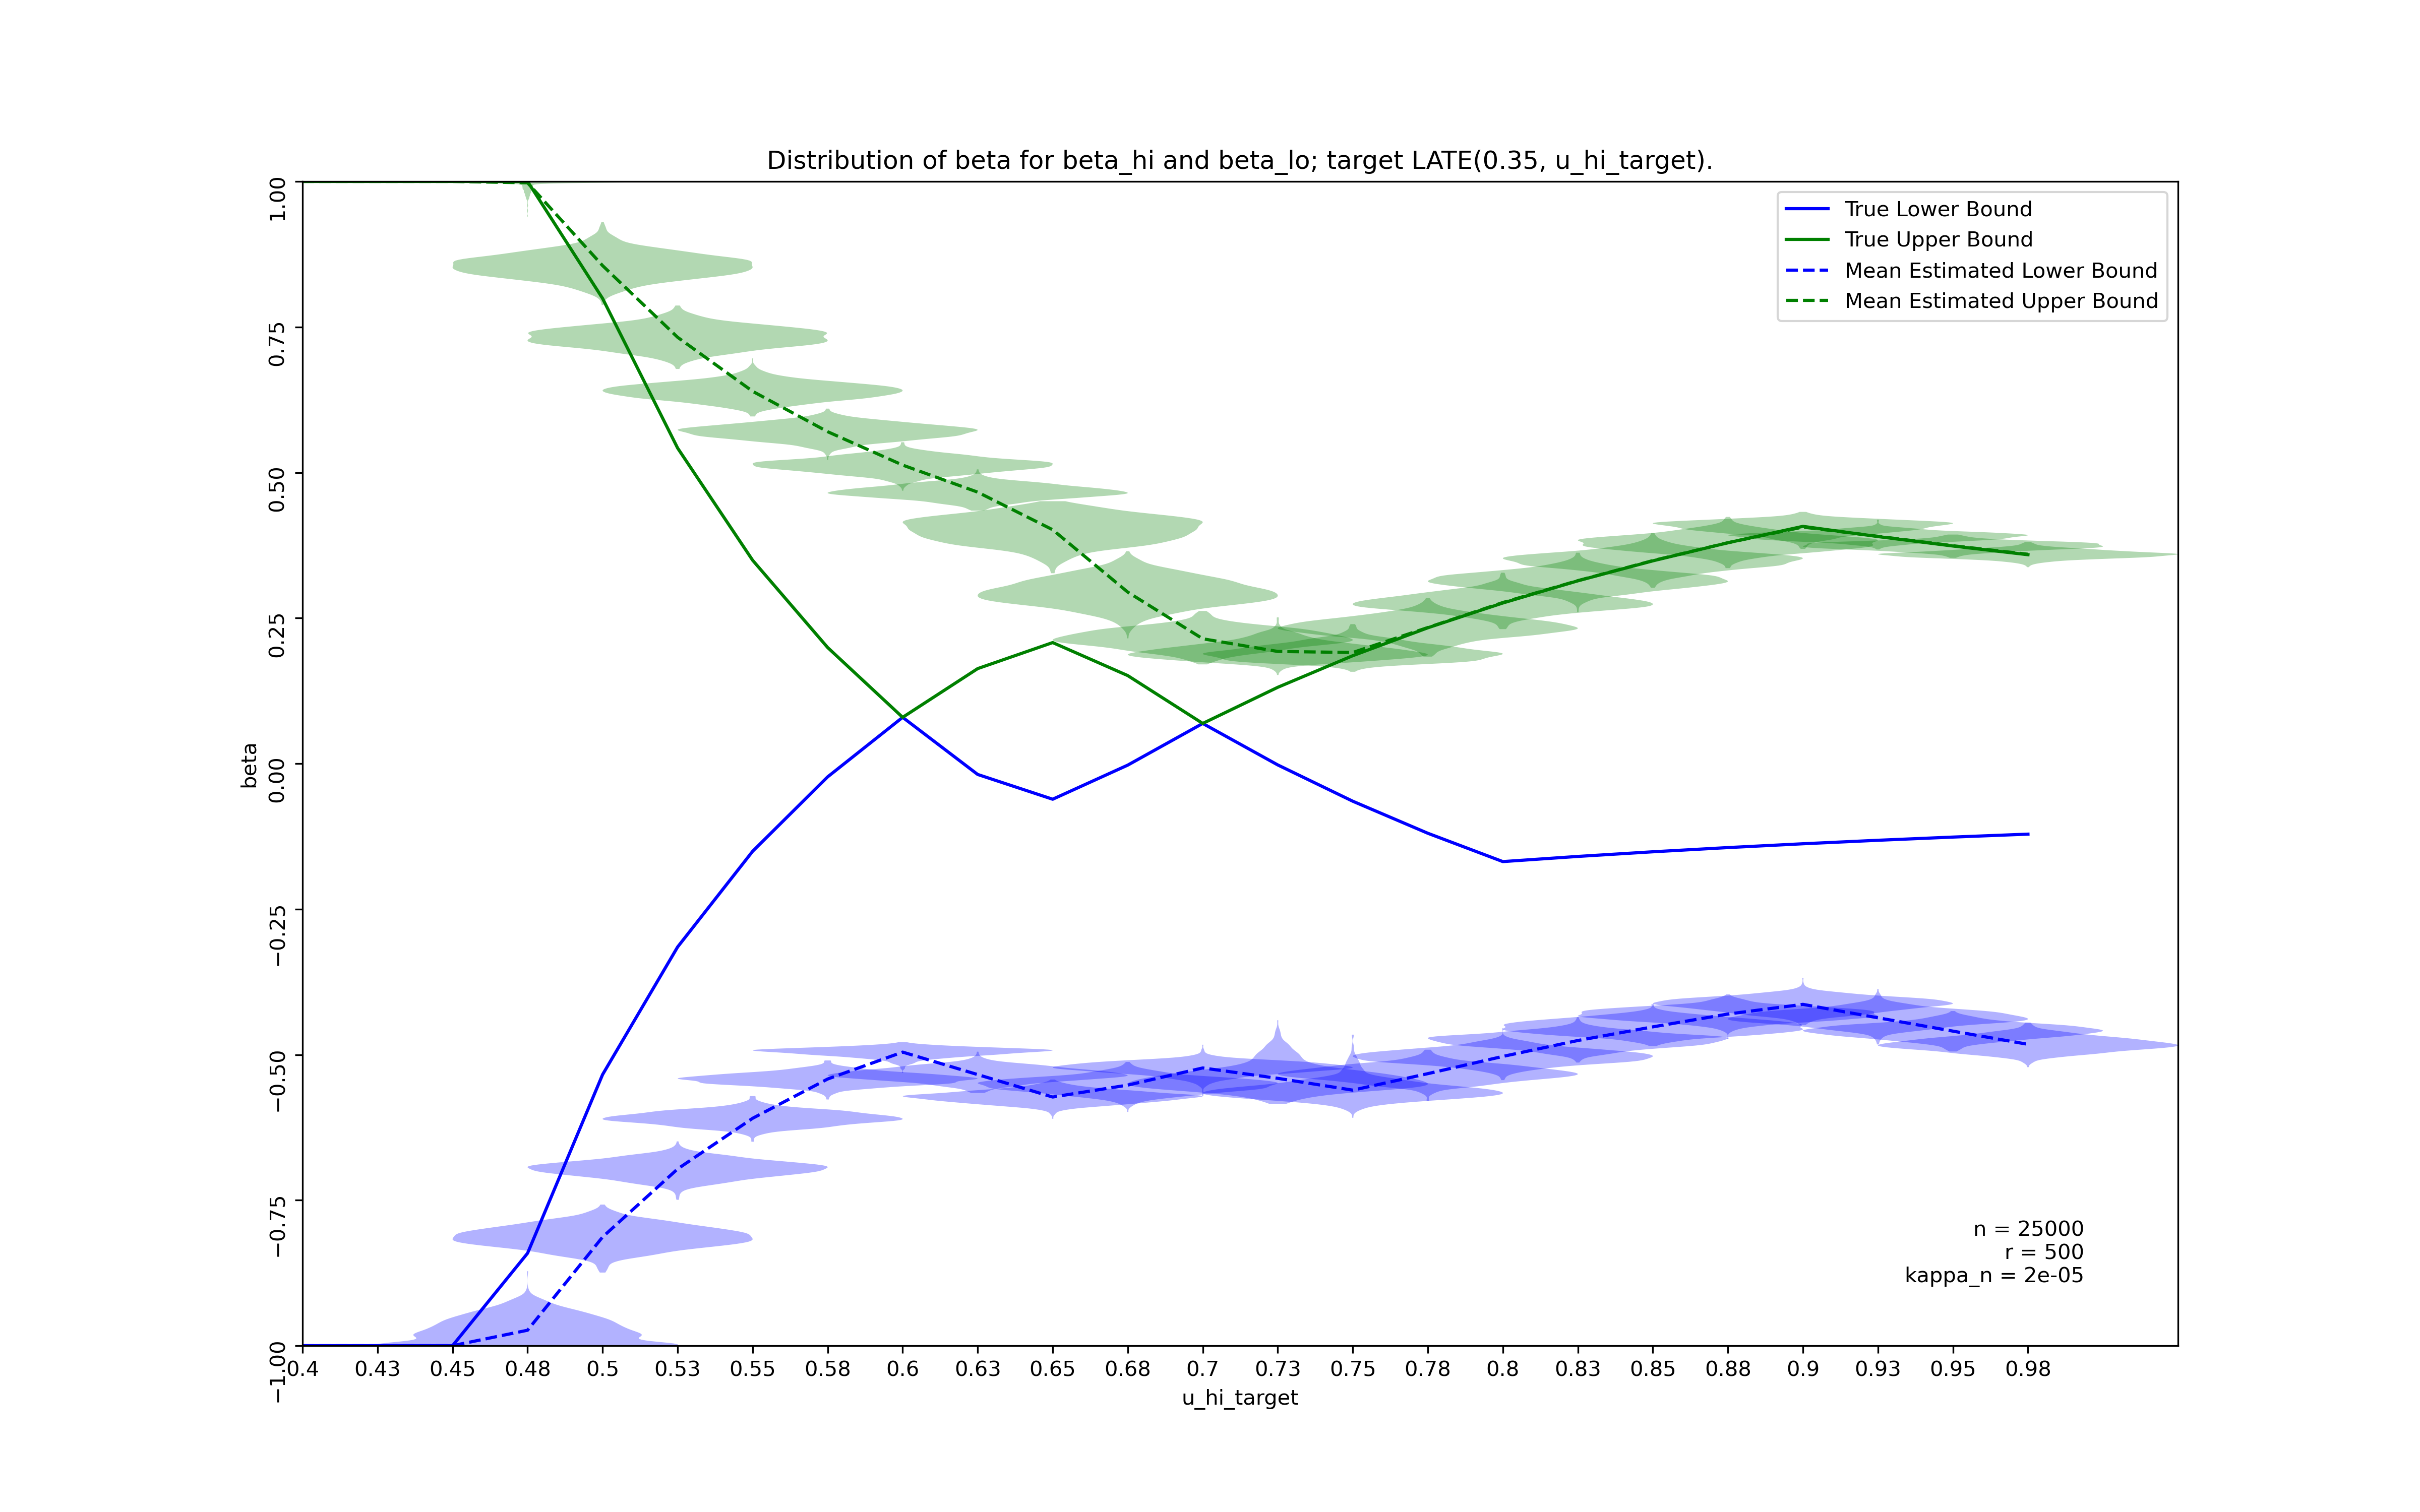 Distribution of beta for beta_hi and beta_lo; target LATE(0.35, u_hi_target).
True Lower Bound
True Upper Bound
Mean Estimated Lower Bound
Mean Estimated Upper Bound
1.00
0.75
0.50
0.25
0.00
−0.25
−0.50
−0.75
−1.00
beta
n = 25000
r = 500
kappa_n = 2e-05
0.4 0.43 0.45 0.48 0.5 0.53 0.55 0.58 0.6 0.63 0.65 0.68 0.7 0.73 0.75 0.78 0.8 0.83 0.85 0.88 0.9 0.93 0.95 0.98
u_hi_target